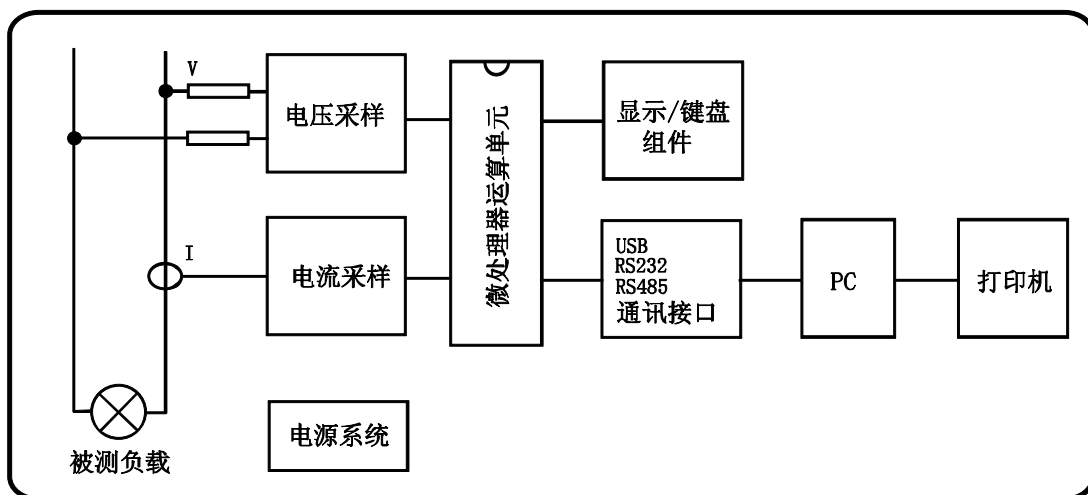 V
电压采样
I
电流采样
微处理器运算单元
显示/键盘
组件
USB
RS232
RS485
通讯接口
PC
打印机
电源系统
被测负载